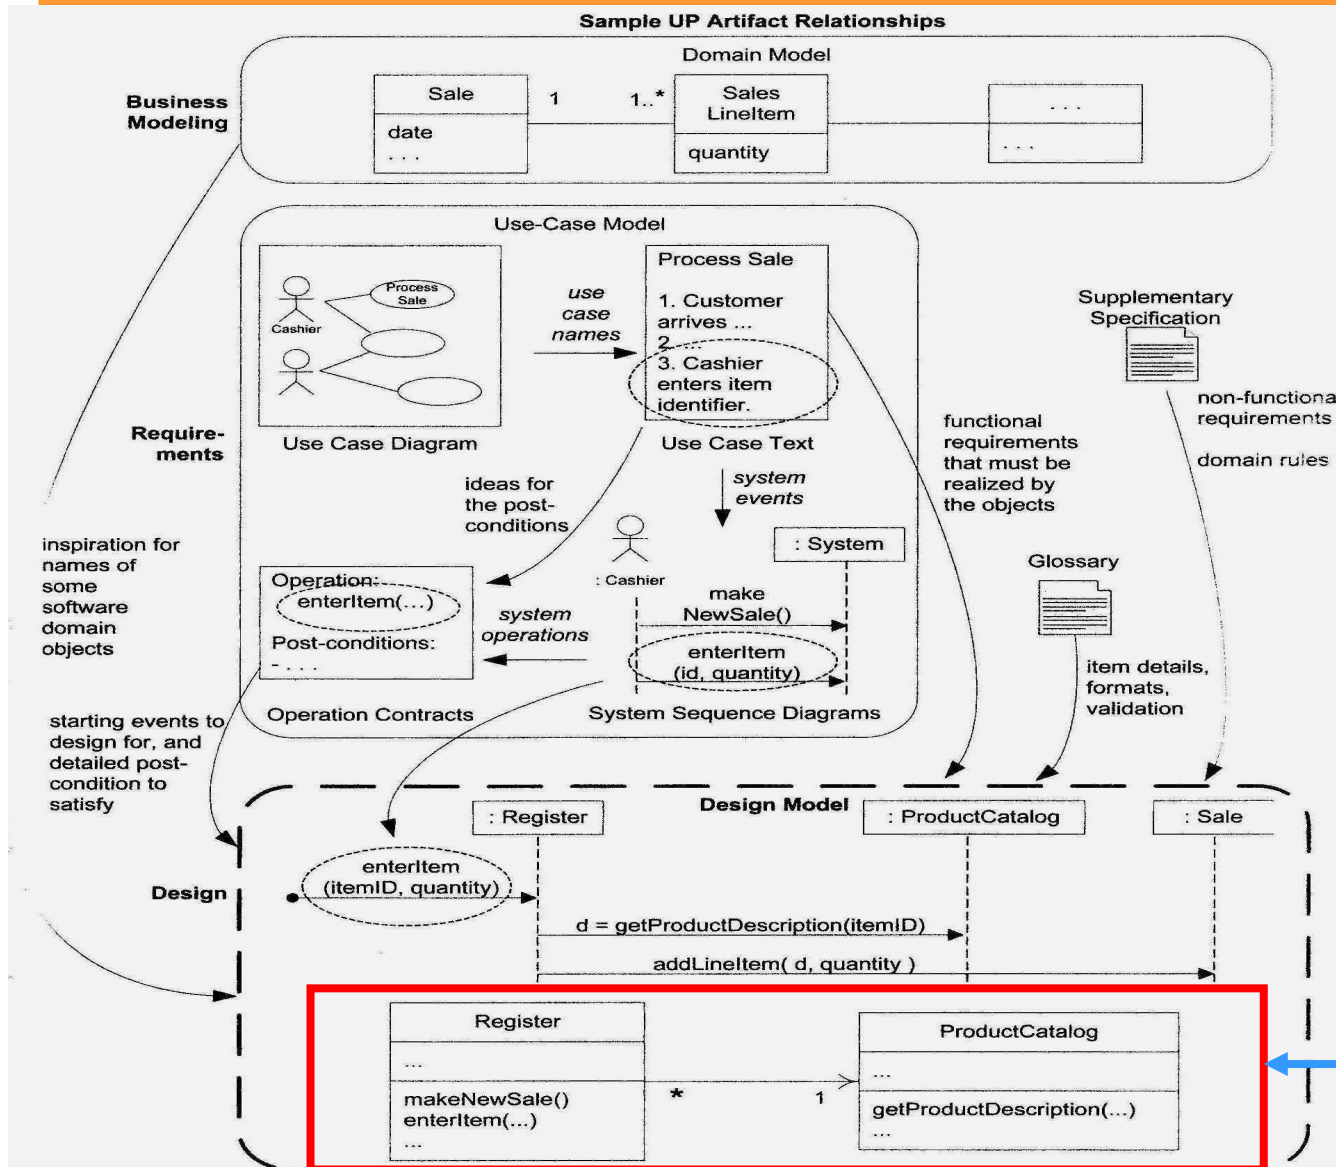 Sample UP Artifact Relationships
Domain Model
Business
Modeling
Sale
date
. . .
1
1..*
Sales
LineItem
quantity
. . .
. . .
Use-Case Model
Process
Sale
Cashier
Use Case Diagram
use
case
names
Process Sale
1. Customer
arrives ...
2. ...
3. Cashier
enters item
identifier.
Use Case Text
Require-
ments
Supplementary
Specification
non-functional
requirements
domain rules
functional
requirements
that must be
realized by
the objects
ideas for
the post-
conditions
system
events
inspiration for
names of
some
software
domain
objects
Operation:
enterItem(...)
Post-conditions:
- . . .
Operation Contracts
system
operations
: Cashier
: System
make
NewSale()
enterItem
(id, quantity)
System Sequence Diagrams
Glossary
item details,
formats,
validation
starting events to
design for, and
detailed post-
condition to
satisfy
Design Model
: Register
: ProductCatalog
: Sale
Design
enterItem
(itemID, quantity)
d = getProductDescription(itemID)
addLineItem( d, quantity )
Register
...
makeNewSale()
enterItem(...)
...
*
1
ProductCatalog
...
getProductDescription(...)
...